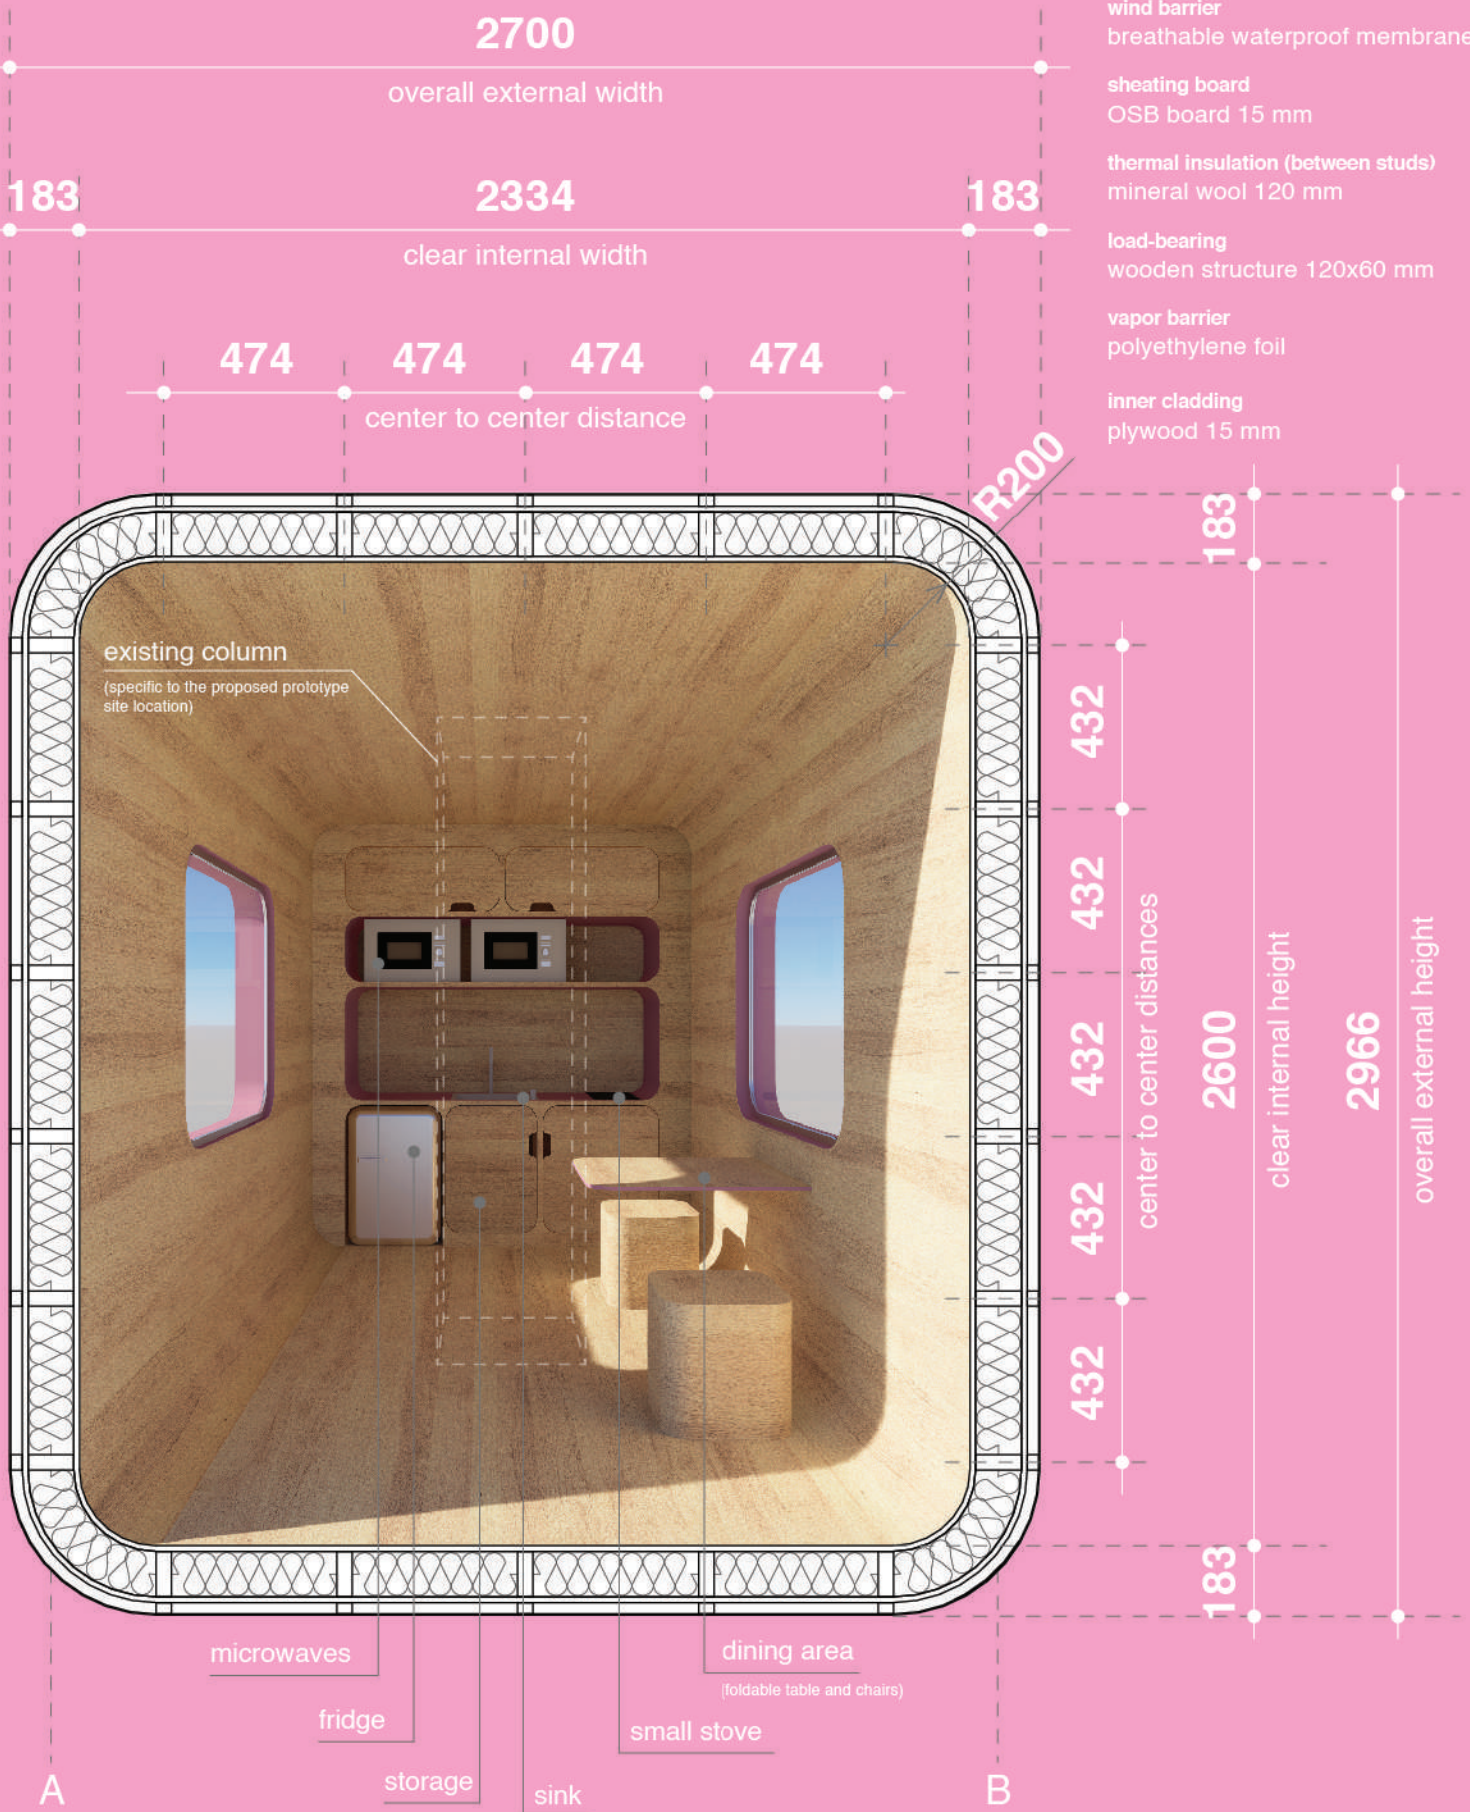 2700
overall external width
183
2334
183
clear internal width
474
474
474
474
center to center distance
wind barrier
breathable waterproof membrane
sheating board
OSB board 15 mm
thermal insulation (between studs)
mineral wool 120 mm
load-bearing
wooden structure 120x60 mm
vapor barrier
polyethylene foil
inner cladding
plywood 15 mm
R200
existing column
(specific to the proposed prototype
site location)
432
432
432
432
432
center to center distances
183
2600
clear internal height
183
2966
overall external height
microwaves
fridge
storage
sink
small stove
dining area
(foldable table and chairs)
A
B